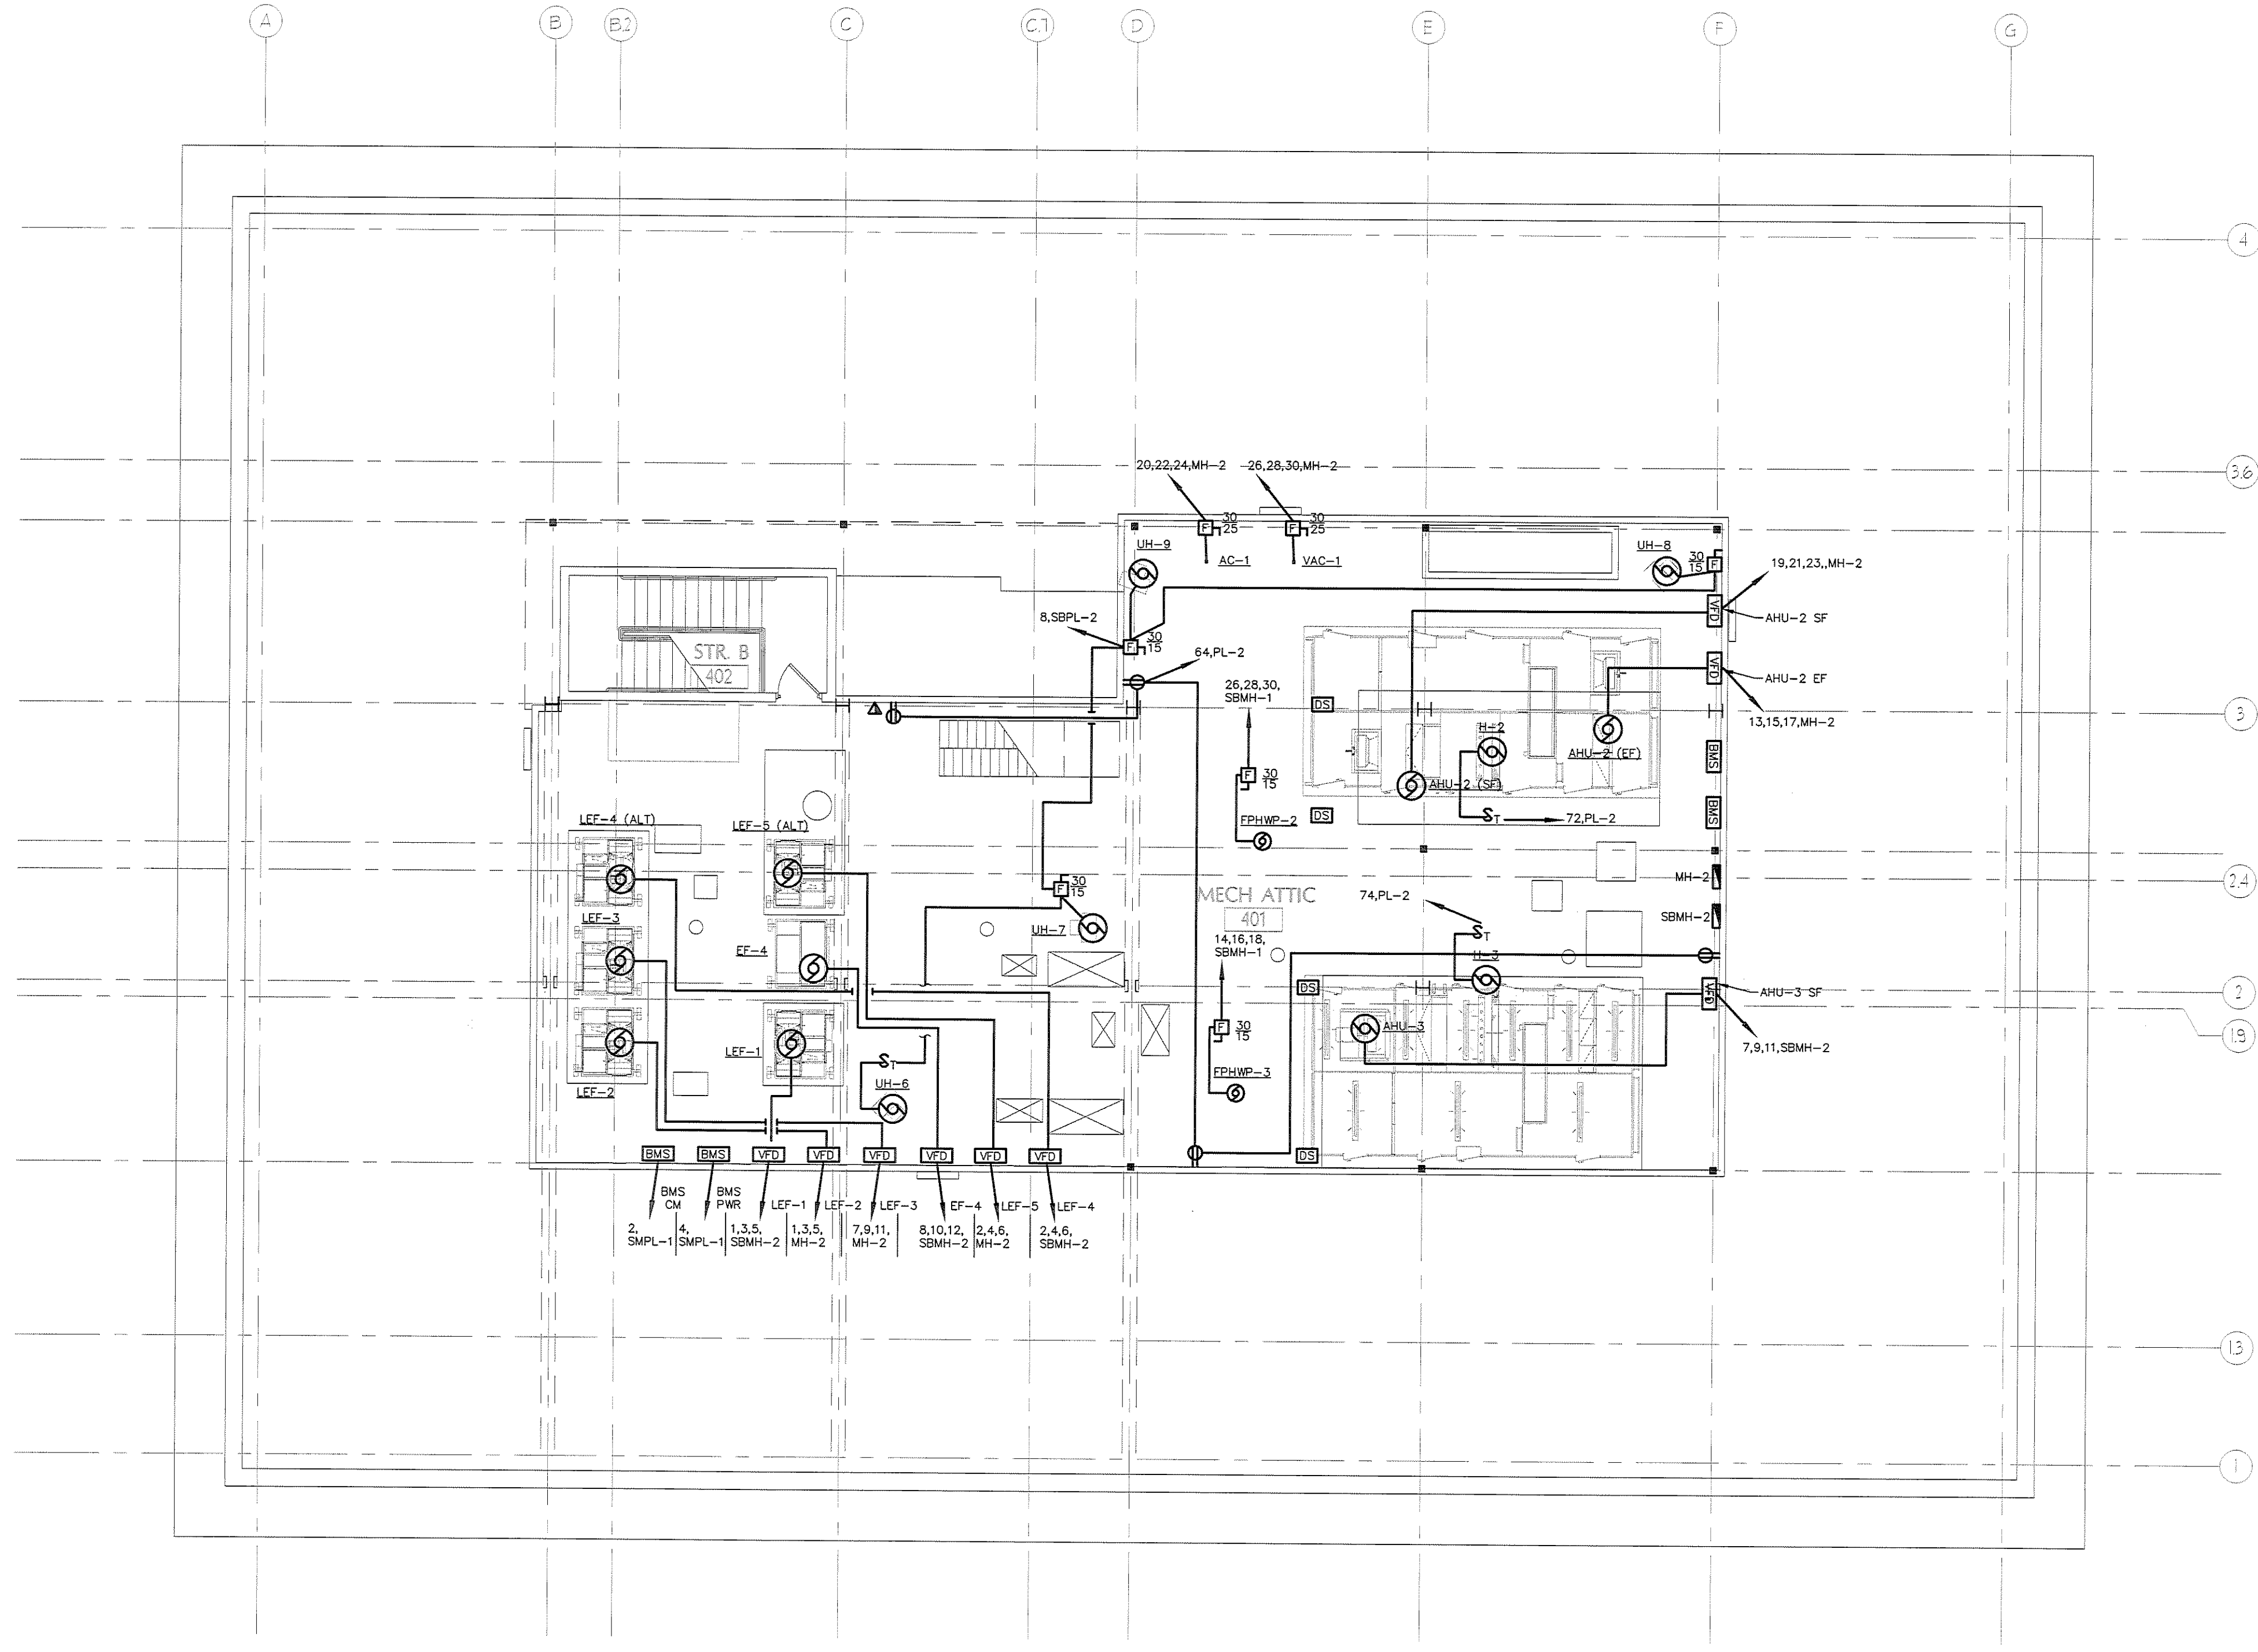 A
B
B.2
C
C.1
D
E
F
G
4
3.6
20,22,24,MH-2
26,28,30,MH-2
30
25
30
25
UH-9
AC-1
VAC-1
UH-8
30
15
F
F
F
19,21,23,,MH-2
VFD
AHU-2 SF
8,SBPL-2
F
30
15
STR. B
402
64,PL-2
VFD
AHU-2 EF
26,28,30,
SBMH-1
DS
13,15,17,MH-2
3
H-2
AHU-2 (EF)
BMS
F
30
15
AHU-2 (SF)
FPHWP-2
DS
T
72,PL-2
BMS
LEF-4 (ALT)
LEF-5 (ALT)
MH-2
2.4
F
30
15
MECH ATTIC
401
74,PL-2
SBMH-2
LEF-3
UH-7
T
EF-4
14,16,18,
SBMH-1
H-3
DS
VFD
AHU-3 SF
2
F
30
15
AHU-3
1.9
LEF-1
T
7,9,11,SBMH-2
UH-6
FPHWP-3
LEF-2
BMS
BMS
VFD
VFD
VFD
VFD
VFD
VFD
DS
BMS
CM
BMS
PWR
LEF-1
LEF-2
LEF-3
EF-4
LEF-5
LEF-4
2,
SMPL-1
4,
SMPL-1
1,3,5,
SBMH-2
1,3,5,
MH-2
7,9,11,
MH-2
8,10,12,
SBMH-2
2,4,6,
MH-2
2,4,6,
SBMH-2
1.3
1